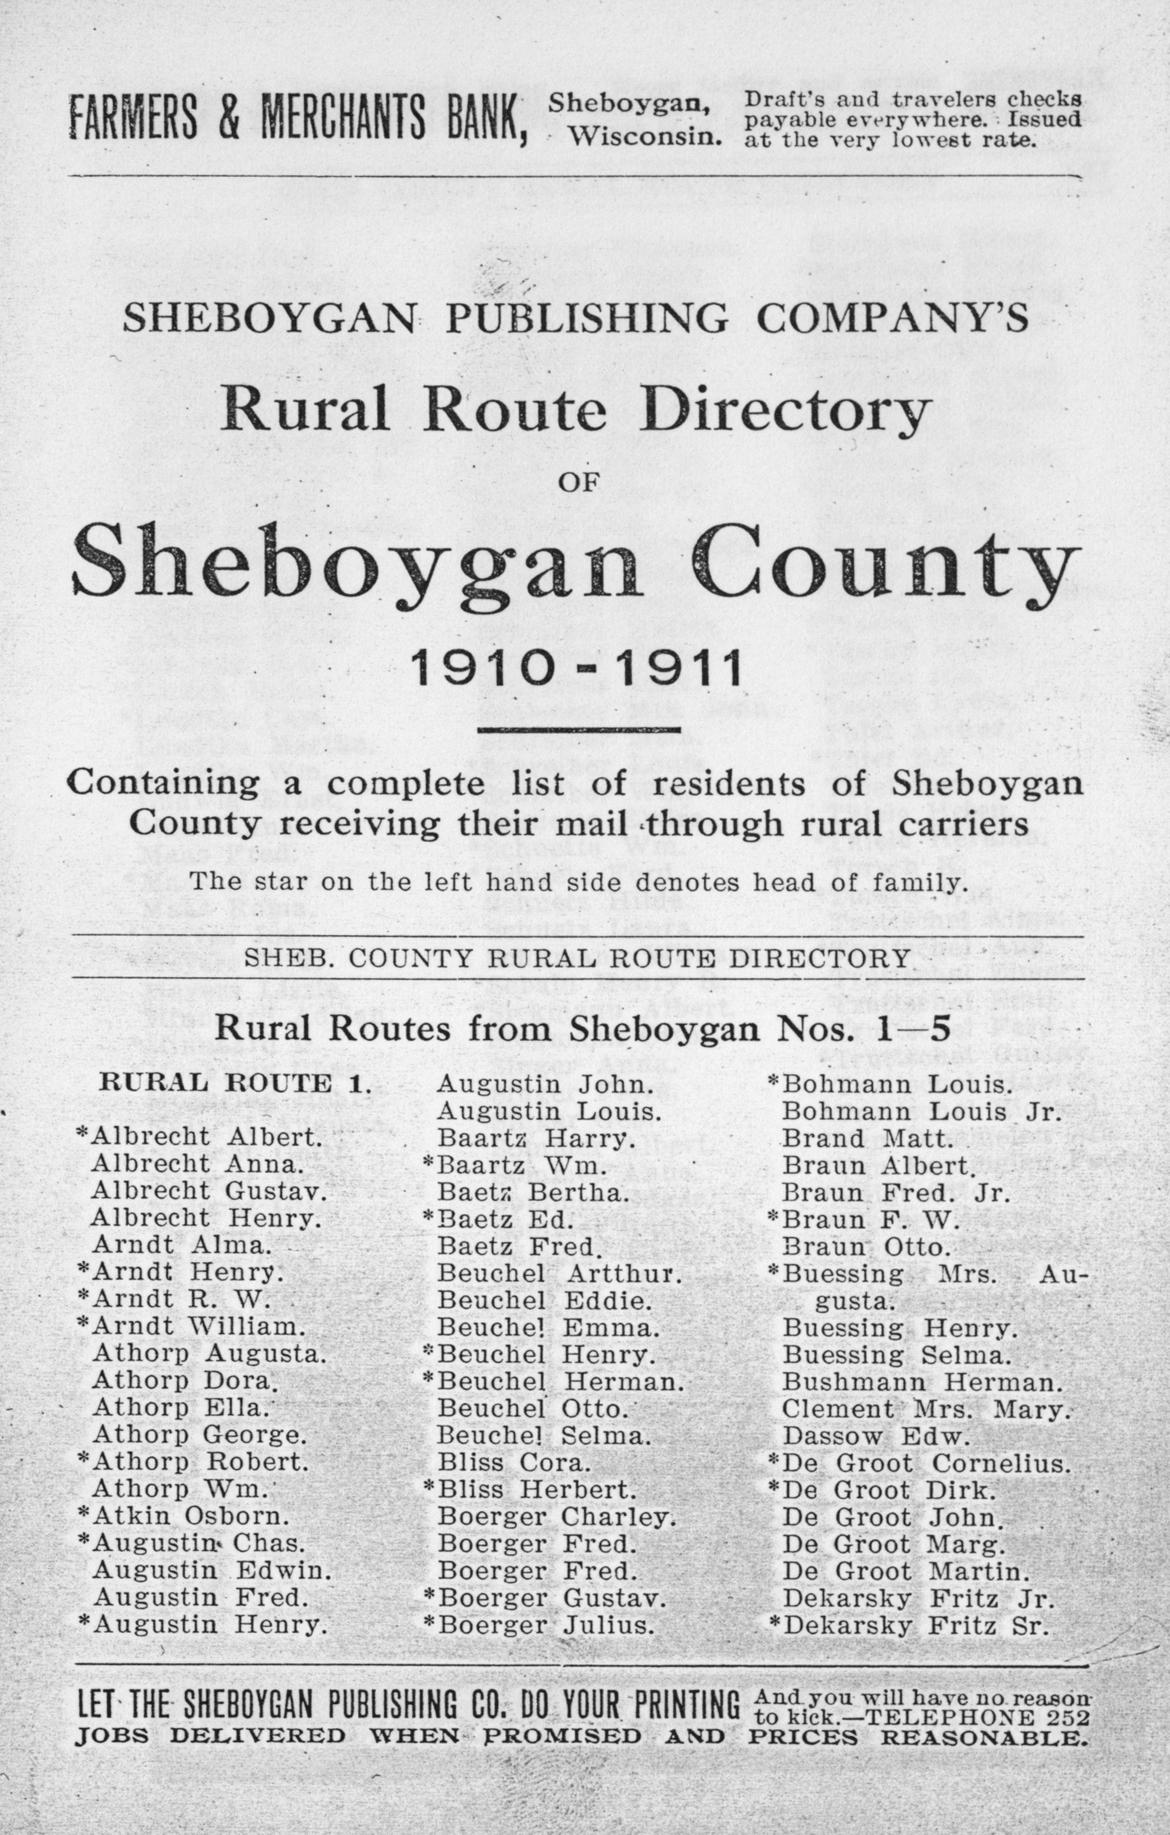 FARMERS & MERCHANTS BANK,
Sheboygan,
Wisconsin.
Draft's and travelers checks
payable everywhere. Issued
at the very lowest rate.
SHEBOYGAN PUBLISHING COMPANY'S
Rural Route Directory
OF
Sheboygan County
1910-1911
Containing a complete list of residents of Sheboygan
County receiving their mail through rural carriers
The star on the left hand side denotes head of family.
SHEB. COUNTY RURAL ROUTE DIRECTORY
Rural Routes from Sheboygan Nos. 1—5
RURAL ROUTE 1.
*Albrecht Albert.
Albrecht Anna.
Albrecht Gustav.
Albrecht Henry.
Arndt Alma.
*Arndt Henry.
*Arndt R. W.
*Arndt William.
Athorp Augusta.
Athorp Dora.
Athorp Ella.
Athorp George.
*Athorp Robert.
Athorp Wm.
*Atkin Osborn.
*Augustin Chas.
Augustin Edwin.
Augustin Fred.
*Augustin Henry.
Augustin John.
Augustin Louis.
Baartz Harry.
*Baartz Wm.
Baetz Bertha.
*Baetz Ed.
Baetz Fred.
Beuchel Artthur.
Beuchel Eddie.
Beuchel Emma.
*Beuchel Henry.
*Beuchel Herman.
Beuchel Otto.
Beuchel Selma.
Bliss Cora.
*Bliss Herbert.
Boerger Charley.
Boerger Fred.
Boerger Fred.
*Boerger Gustav.
*Boerger Julius.
*Bohmann Louis.
Bohmann Louis Jr.
Brand Matt.
Braun Albert.
Braun Fred. Jr.
*Braun F. W.
Braun Otto.
*Buessing Mrs. Au-
gusta.
Buessing Henry.
Buessing Selma.
Bushmann Herman.
Clement Mrs. Mary.
Dassow Edw.
*De Groot Cornelius.
*De Groot Dirk.
De Groot John.
De Groot Marg.
De Groot Martin.
Dekarsky Fritz Jr.
*Dekarsky Fritz Sr.
LET THE SHEBOYGAN PUBLISHING CO. DO YOUR PRINTING
And you will have no reason
to kick.—TELEPHONE 252
JOBS DELIVERED WHEN PROMISED AND PRICES REASONABLE.